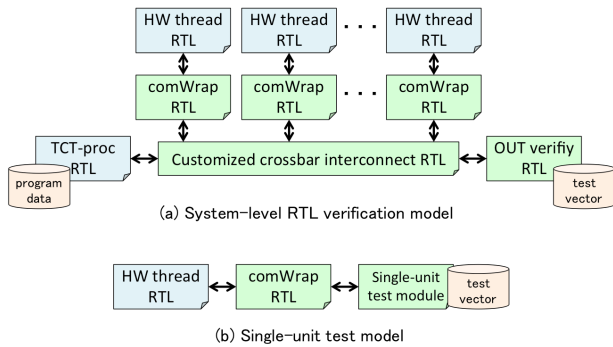 HW thread
RTL
HW thread
RTL
. . .
HW thread
RTL
comWrap
RTL
comWrap
RTL
. . .
comWrap
RTL
TCT-proc
RTL
program
data
Customized crossbar interconnect RTL
OUT verifiy
RTL
test
vector
(a) System-level RTL verification model
HW thread
RTL
comWrap
RTL
Single-unit
test module
test
vector
(b) Single-unit test model